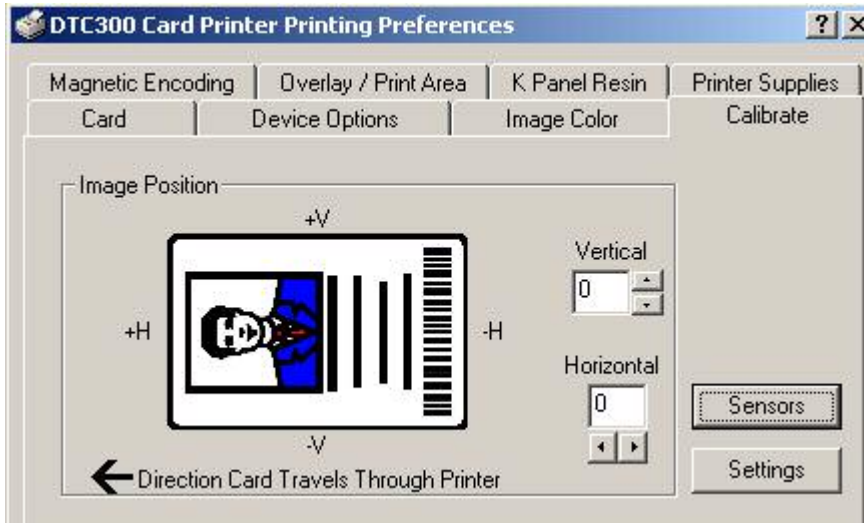 DTC300 Card Printer Printing Preferences
Magnetic Encoding Overlay / Print Area K Panel Resin Printer Supplies
Card Device Options Image Color Calibrate
Image Position
+V
Vertical
0
+H -H
Horizontal
0
Sensors
-V
Settings
Direction Card Travels Through Printer